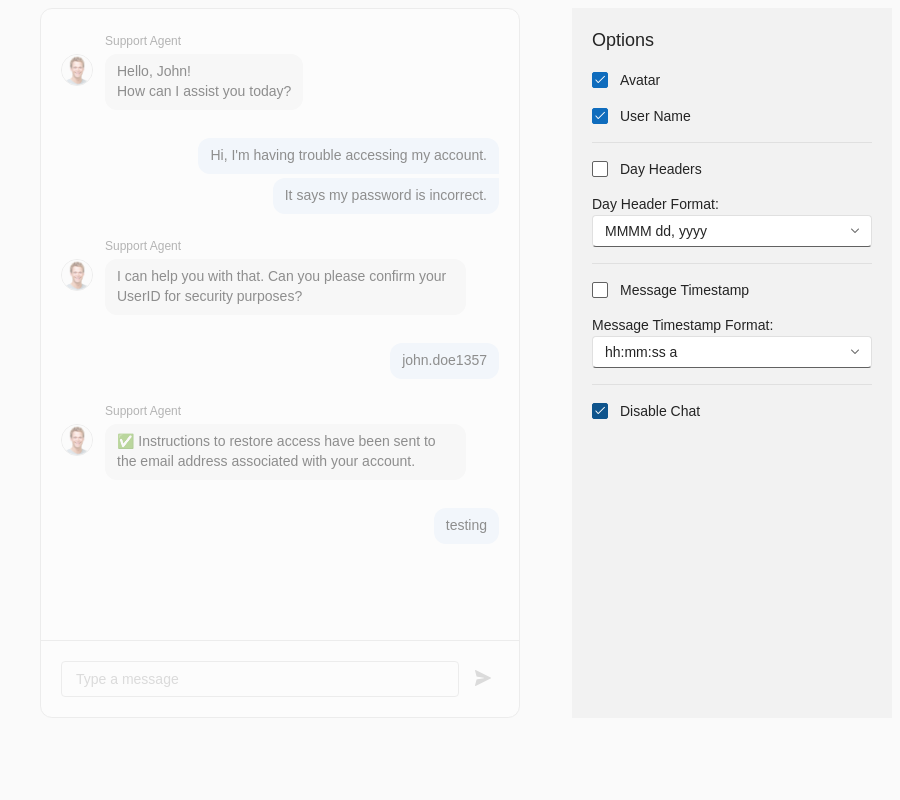 Support Agent
Hello, John!
How can I assist you today?
Hi, I'm having trouble accessing my account.
It says my password is incorrect.
Support Agent
I can help you with that. Can you please confirm your
UserID for security purposes?
john.doe1357
Support Agent
✅ Instructions to restore access have been sent to
the email address associated with your account.
testing
Type a message
Options
Avatar
User Name
Day Headers
Day Header Format:
MMMM dd, yyyy
Message Timestamp
Message Timestamp Format:
hh:mm:ss a
Disable Chat